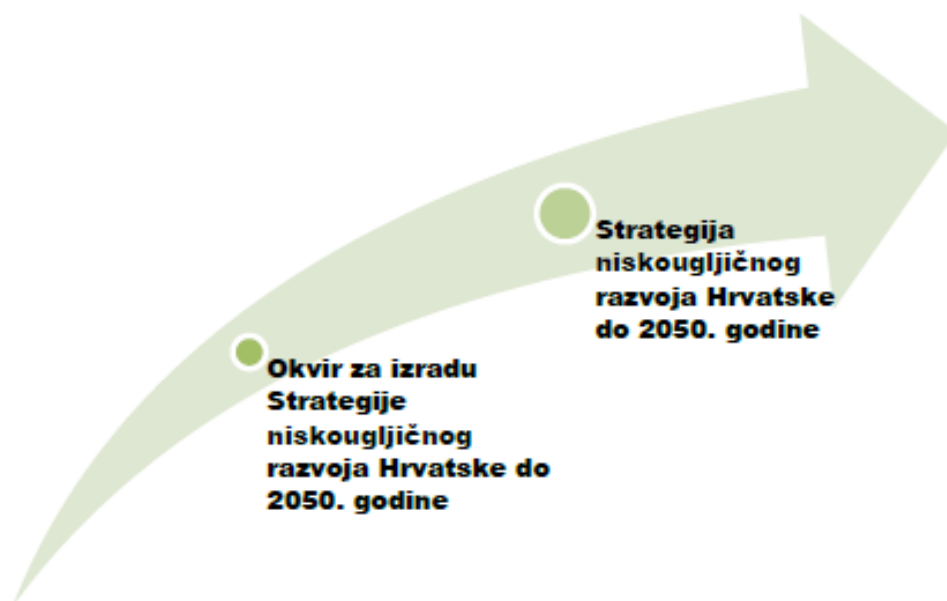 Strategija
niskougljičnog
razvoja Hrvatske
do 2050. godine
Okvir za izradu
Strategije
niskougljičnog
razvoja Hrvatske do
2050. godine